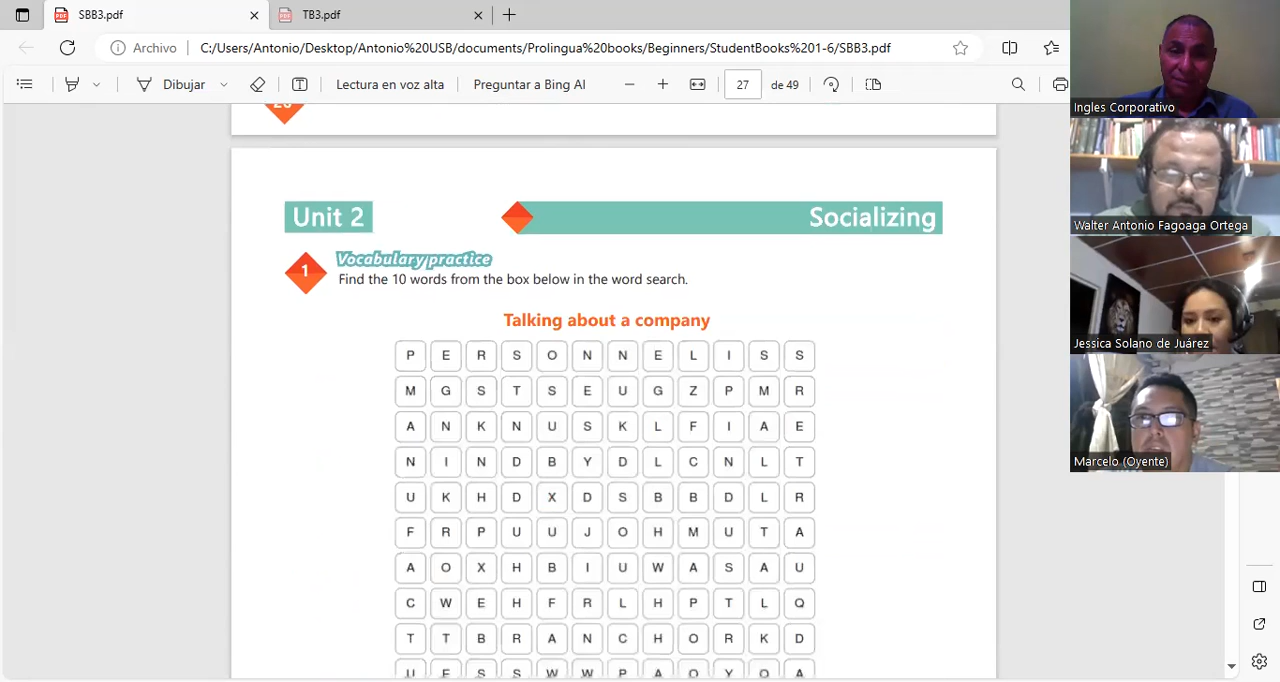 SBB3.pdf
TB3.pdf
Archivo
C:/Users/Antonio/Desktop/Antonio%20USB/documents/Prolingua%20books/Beginners/StudentBooks%201-6/SBB3.pdf
Dibujar
Lectura en voz alta
Preguntar a Bing AI
27
de 49
Unit 2
Socializing
1
Vocabulary practice
Find the 10 words from the box below in the word search.
Talking about a company
P E R S O N N E L I S S
M G S T S E U G Z P M R
A N K N U S K L F I A E
N I N D B Y D L C N L T
U K H D X D S B B D L R
F R P U U J O H M U T A
A O X H B I U W A S A U
C W E H F R L H P T L Q
T T B R A N C H O R K D
U E S S W W P A O Y O A
Ingles Corporativo
Walter Antonio Fagoaga Ortega
Jessica Solano de Juárez
Marcelo (Oyente)